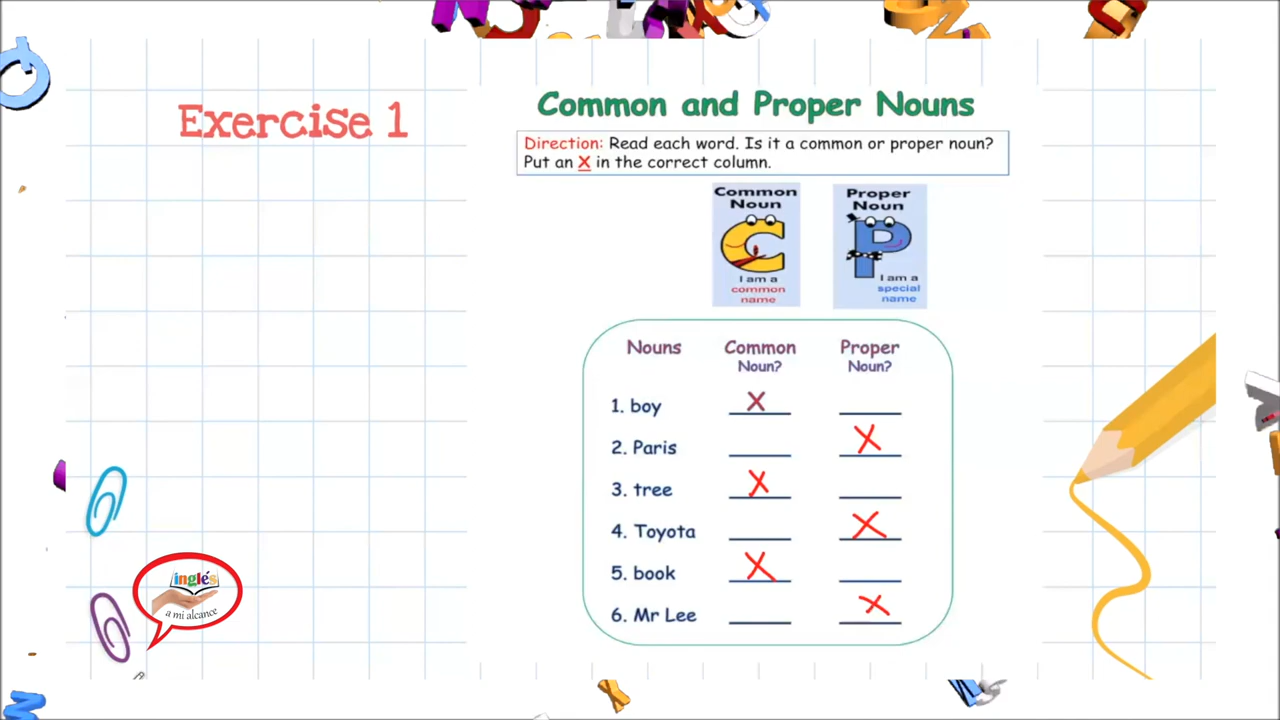 Exercise 1
Common and Proper Nouns
Direction: Read each word. Is it a common or proper noun?
Put an X in the correct column.
Common
Noun
I am a
common
name
Proper
Noun
I am a
special
name
Nouns Common Proper
Noun? Noun?
1. boy X
2. Paris X
3. tree X
4. Toyota X
5. book X
6. Mr Lee X
inglés
a mi alcance